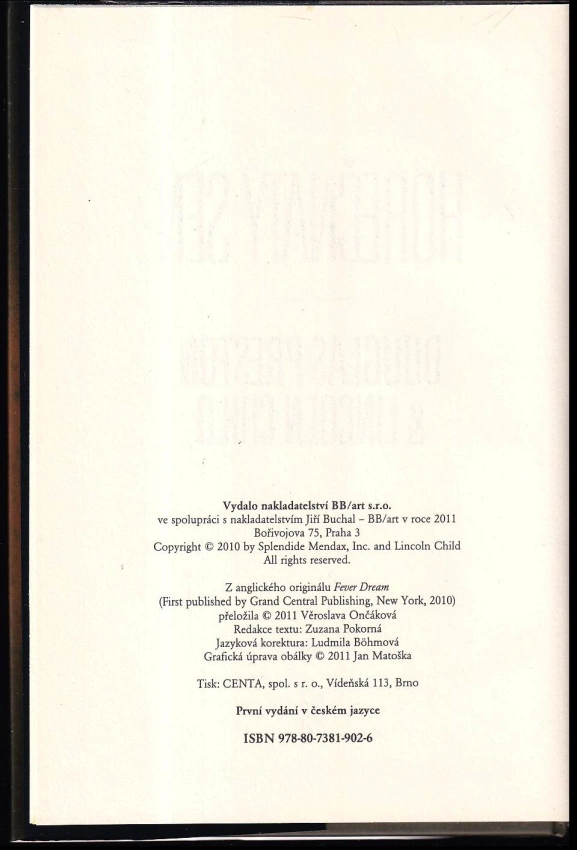 Vydalo nakladatelství BB/art s.r.o.
ve spolupráci s nakladatelstvím Jiří Buchal – BB/art v roce 2011
Bořivojova 75, Praha 3
Copyright © 2010 by Splendide Mendax, Inc. and Lincoln Child
All rights reserved.
Z anglického originálu Fever Dream
(First published by Grand Central Publishing, New York, 2010)
přeložila © 2011 Věroslava Ončáková
Redakce textu: Zuzana Pokorná
Jazyková korektura: Ludmila Böhmová
Grafická úprava obálky © 2011 Jan Matoška
Tisk: CENTA, spol. s r. o., Vídeňská 113, Brno
První vydání v českém jazyce
ISBN 978-80-7381-902-6